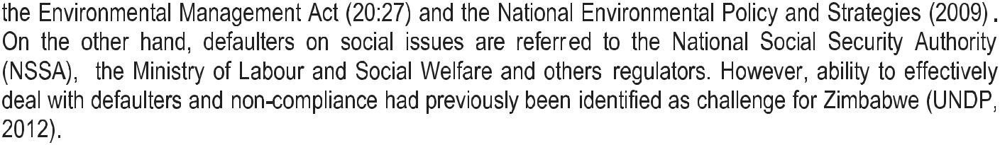 the Environmental Management Act (20:27) and the National Environmental Policy and Strategies (2009) .
On the other hand, defaulters on social issues are referred to the National Social Security Authority
(NSSA), the Ministry of Labour and Social Welfare and others regulators. However, ability to effectively
deal with defaulters and non-compliance had previously been identified as challenge for Zimbabwe (UNDP,
2012).